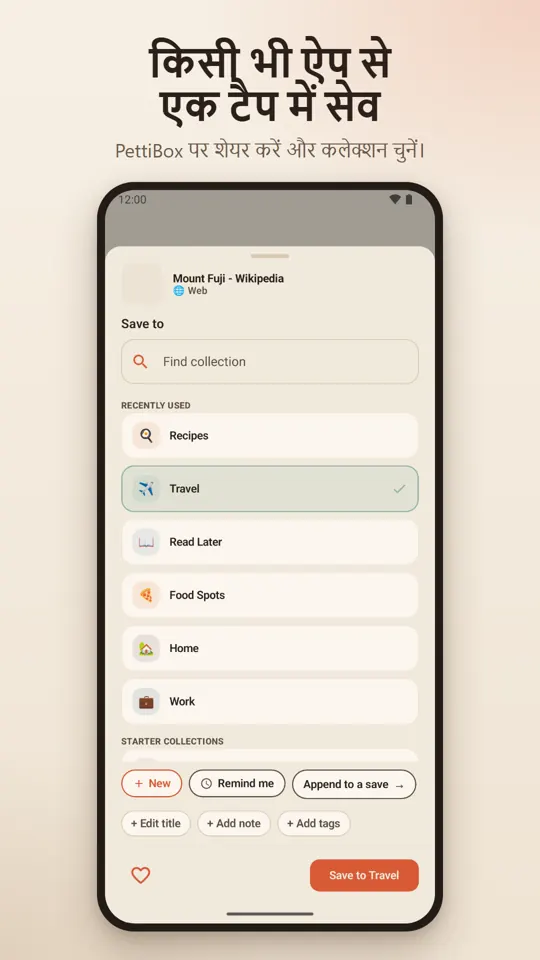 किसी भी ऐप से
एक टैप में सेव
PettiBox पर शेयर करें और कलेक्शन चुनें।
12:00
Mount Fuji - Wikipedia
Web
Save to
Find collection
RECENTLY USED
Recipes
Travel
Read Later
Food Spots
Home
Work
STARTER COLLECTIONS
+ New
Remind me
Append to a save →
+ Edit title
+ Add note
+ Add tags
Save to Travel